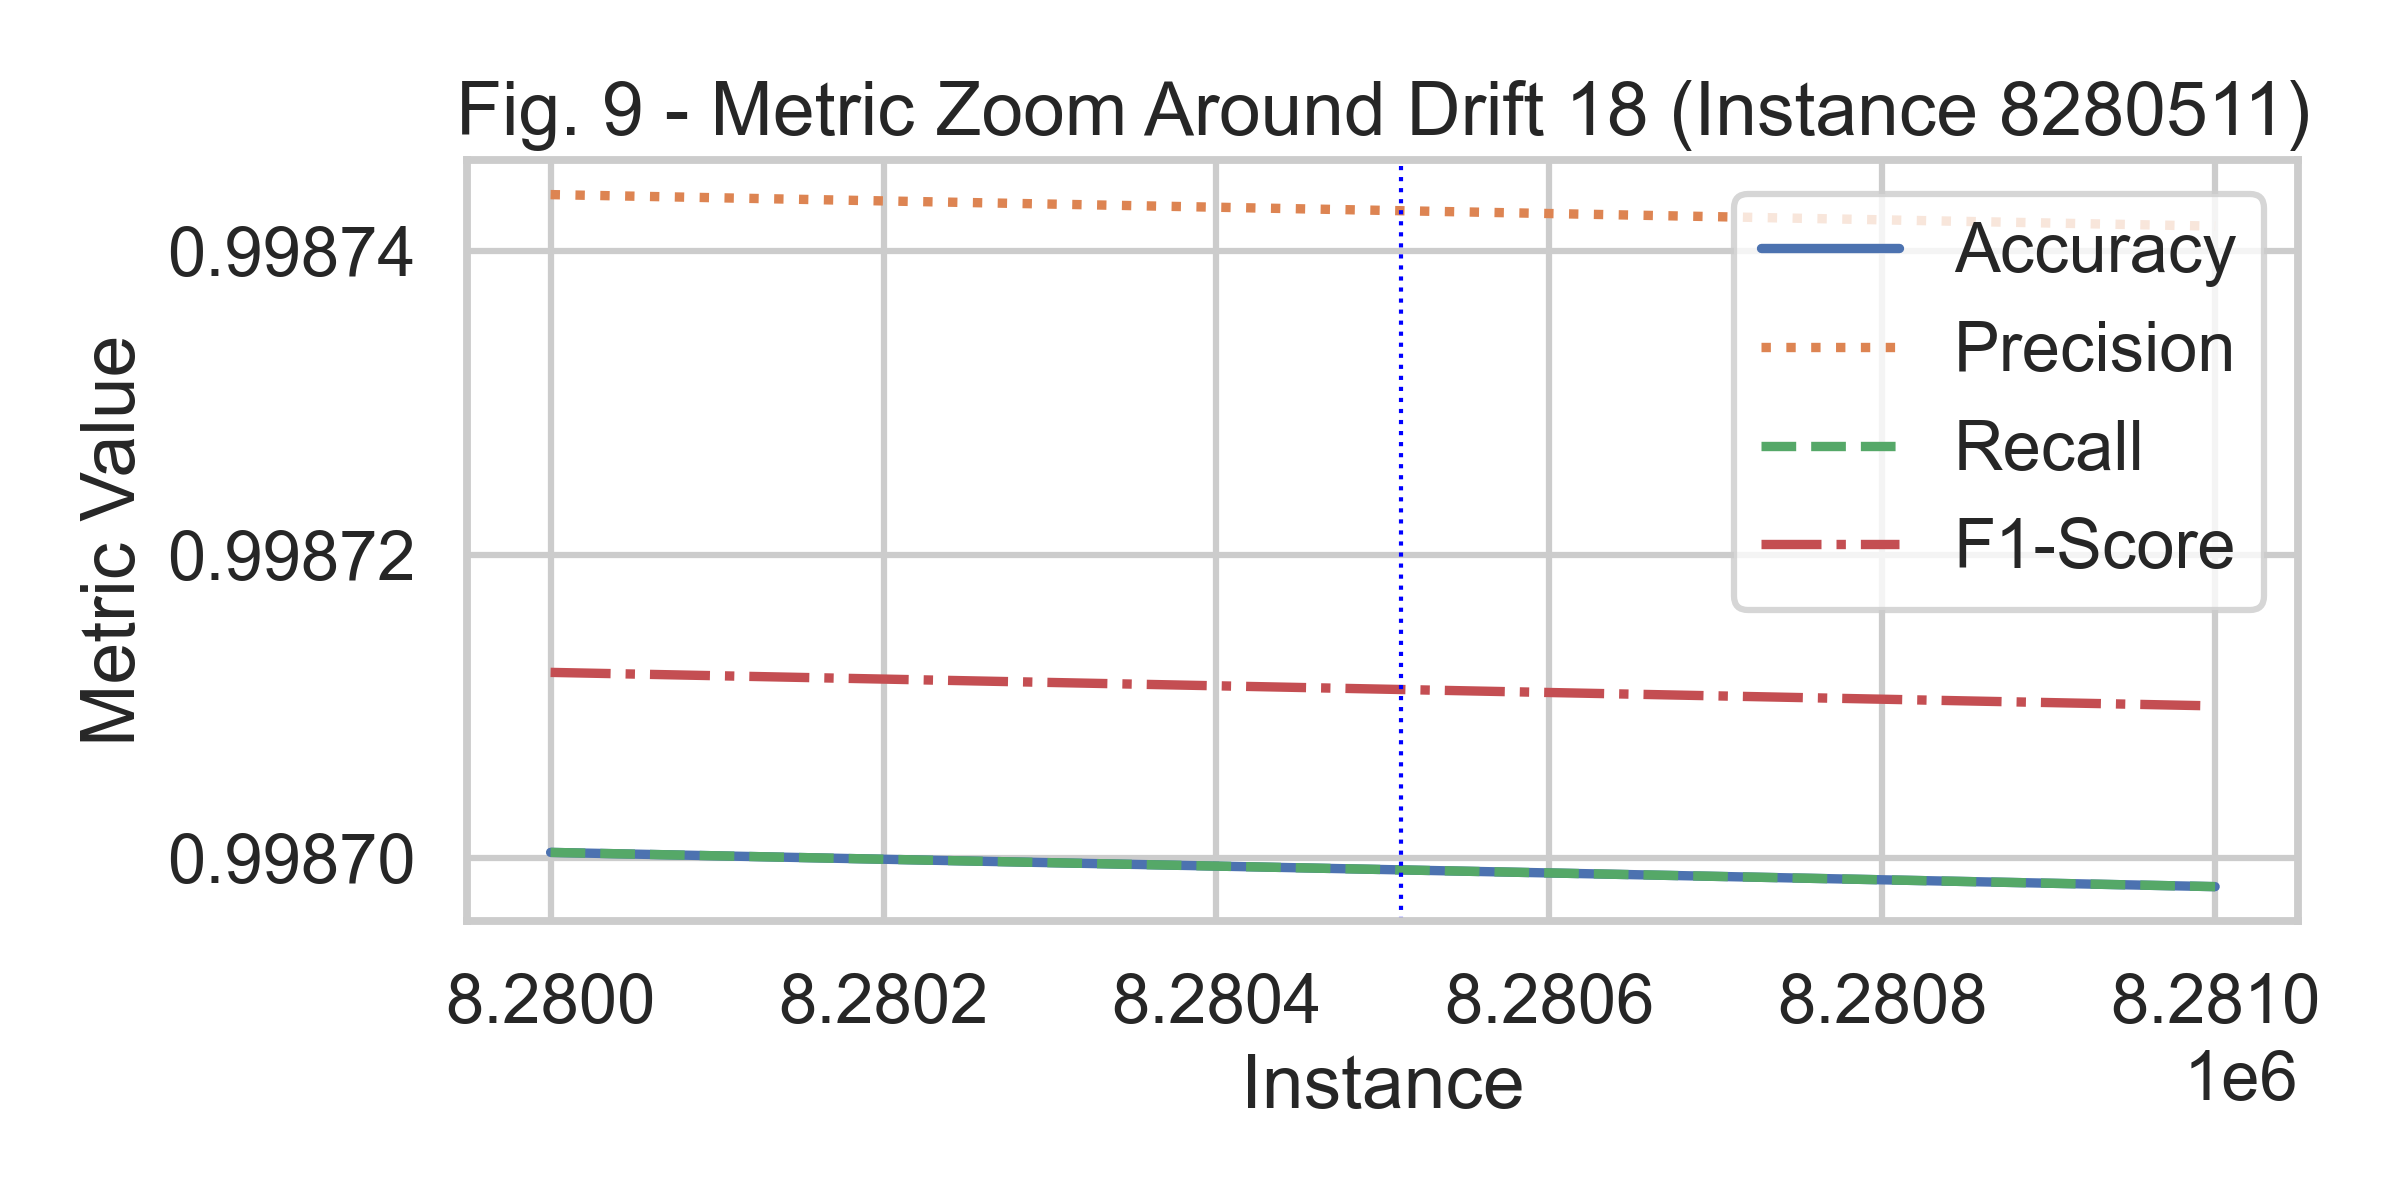 Fig. 9 - Metric Zoom Around Drift 18 (Instance 8280511)
Metric Value
0.99874
0.99872
0.99870
Accuracy
Precision
Recall
F1-Score
8.2800 8.2802 8.2804 8.2806 8.2808 8.2810
Instance
1e6